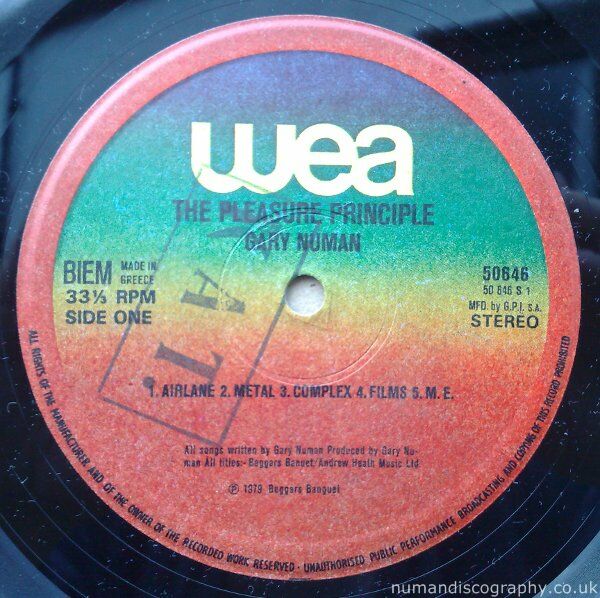 wea
THE PLEASURE PRINCIPLE
GARY NUMAN
BIEM MADE IN GREECE
33⅓ RPM
SIDE ONE
50646
50 646 S 1
MFD. by G.P.I. S.A.
STEREO
1. AIRLANE 2. METAL 3. COMPLEX 4. FILMS 5. M. E.
All songs written by Gary Numan Produced by Gary Nu-
man All titles:- Beggars Banquet/Andrew Heath Music Ltd
℗ 1979 Beggars Banquet
ALL RIGHTS OF THE MANUFACTURER AND OF THE OWNER OF THE RECORDED WORK RESERVED · UNAUTHORISED PUBLIC PERFORMANCE BROADCASTING AND COPYING OF THIS RECORD PROHIBITED
numandiscography.co.uk